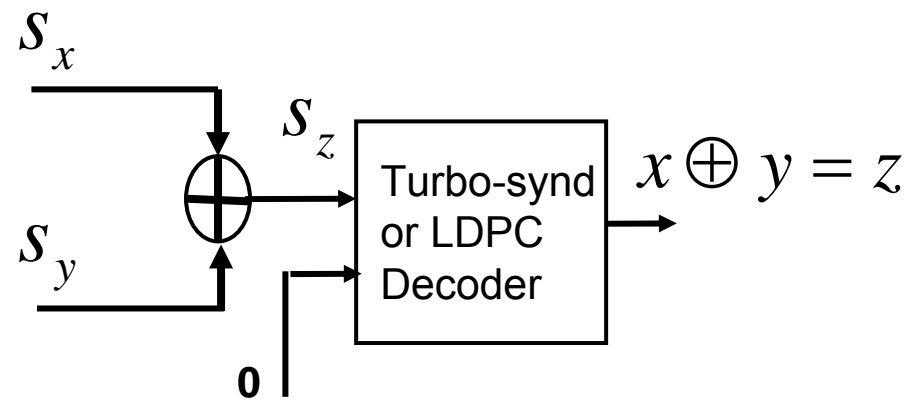 s_x
s_z
s_y
Turbo-synd
or LDPC
Decoder
x ⊕ y = z
0